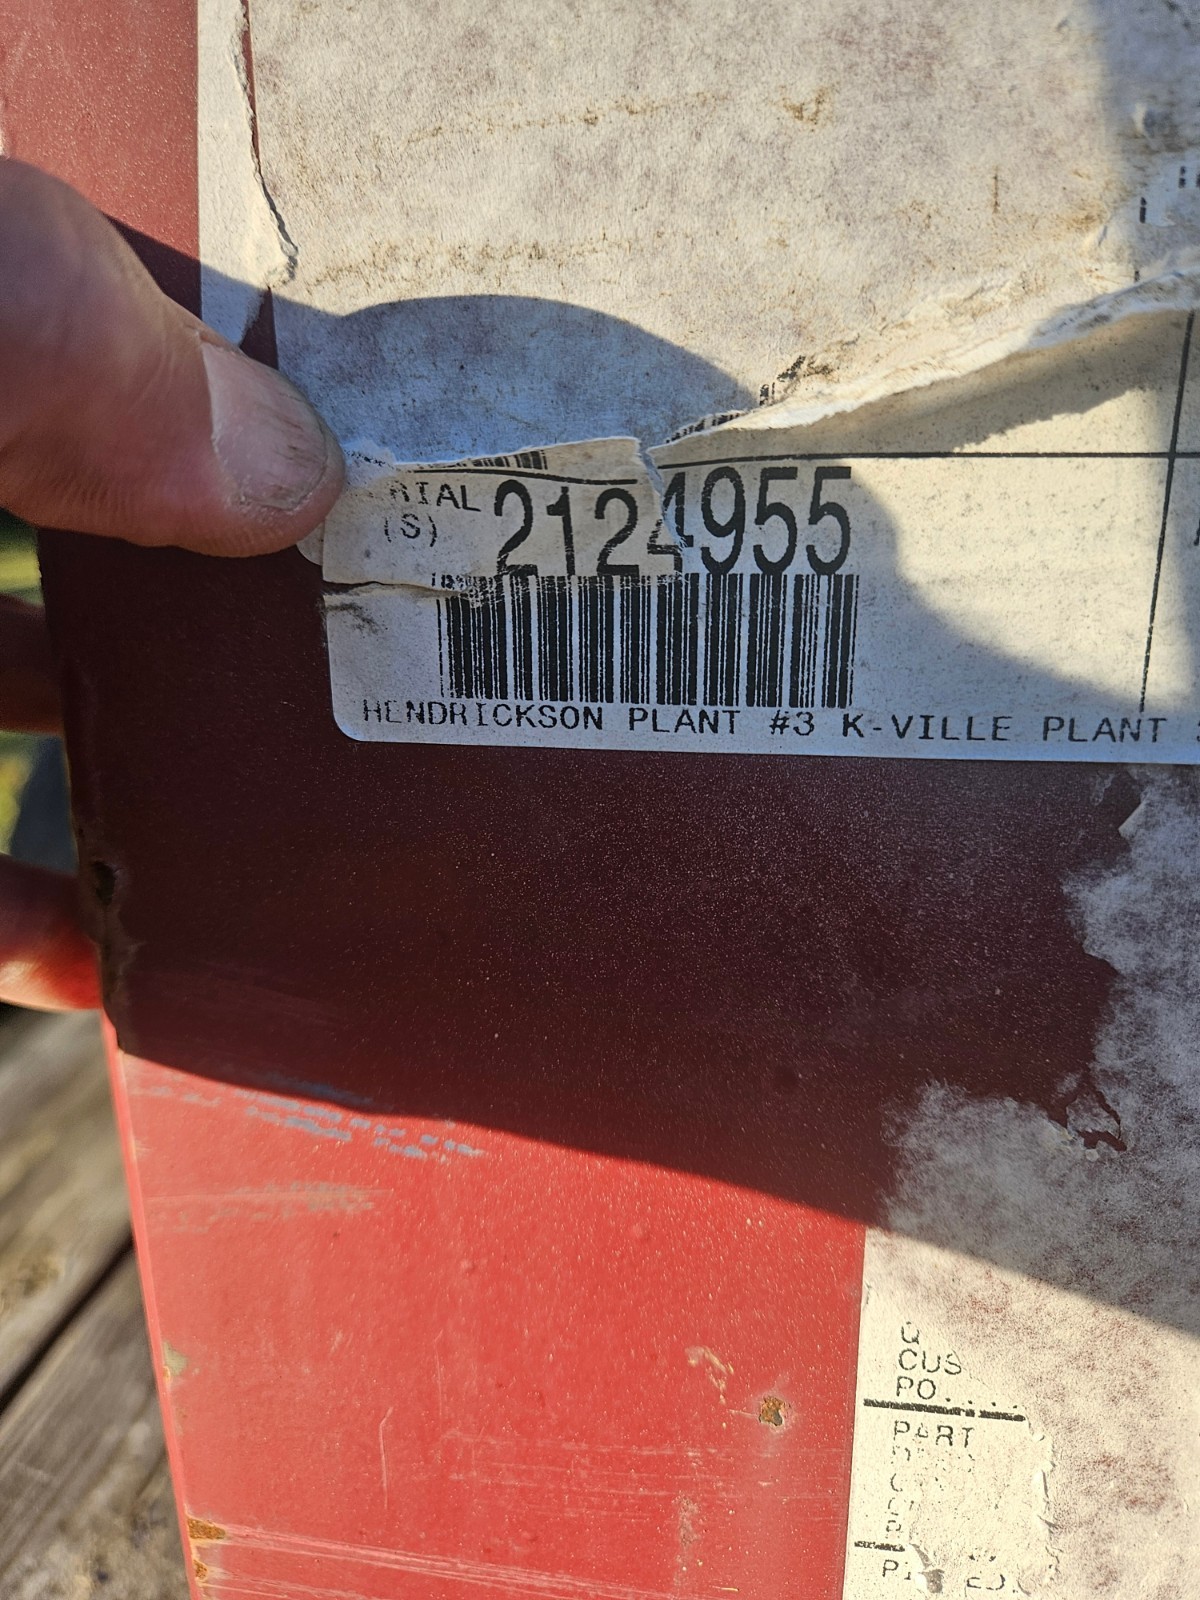 RIAL 2124955
(S)
HENDRICKSON PLANT #3 K-VILLE PLANT
Q
CUS
PO....
PART